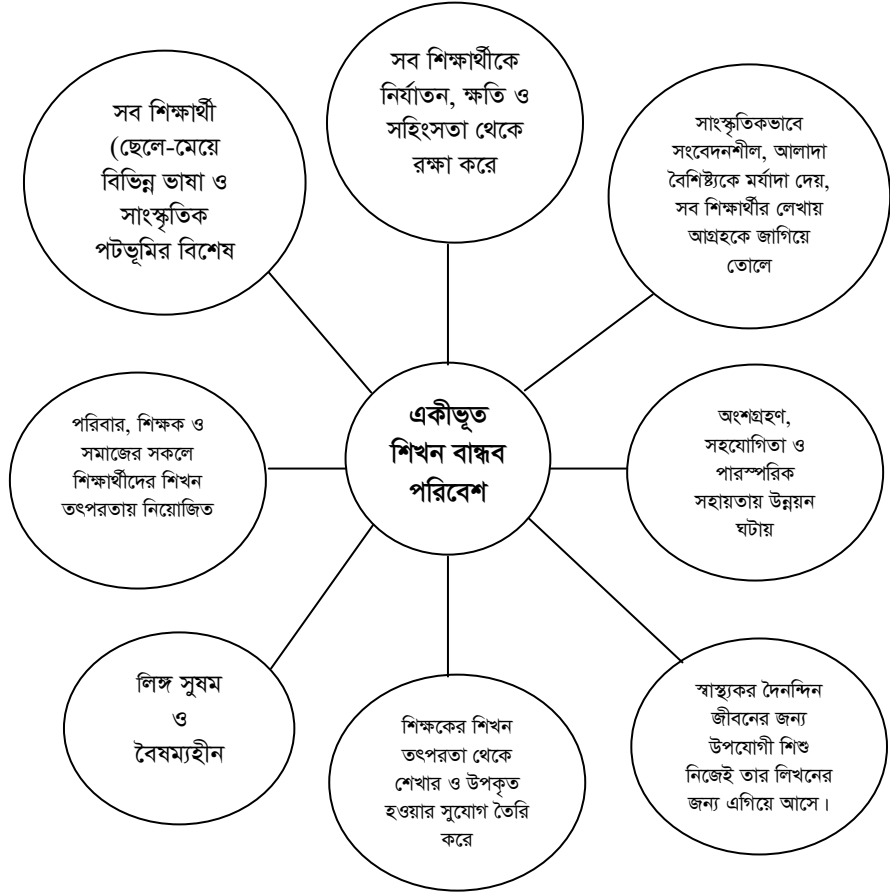 সব শিক্ষার্থী
(ছেলে-মেয়ে
বিভিন্ন ভাষা ও
সাংস্কৃতিক
পটভূমির বিশেষ
সব শিক্ষার্থীকে
নির্যাতন, ক্ষতি ও
সহিংসতা থেকে
রক্ষা করে
সাংস্কৃতিকভাবে
সংবেদনশীল, আলাদা
বৈশিষ্ট্যকে মর্যাদা দেয়,
সব শিক্ষার্থীর লেখায়
আগ্রহকে জাগিয়ে
তোলে
পরিবার, শিক্ষক ও
সমাজের সকলে
শিক্ষার্থীদের শিখন
তৎপরতায় নিয়োজিত
একীভূত
শিখন বান্ধব
পরিবেশ
অংশগ্রহণ,
সহযোগিতা ও
পারস্পরিক
সহায়তায় উন্নয়ন
ঘটায়
লিঙ্গ সুষম
ও
বৈষম্যহীন
শিক্ষকের শিখন
তৎপরতা থেকে
শেখার ও উপকৃত
হওয়ার সুযোগ তৈরি
করে
স্বাস্থ্যকর দৈনন্দিন
জীবনের জন্য
উপযোগী শিশু
নিজেই তার লিখনের
জন্য এগিয়ে আসে।